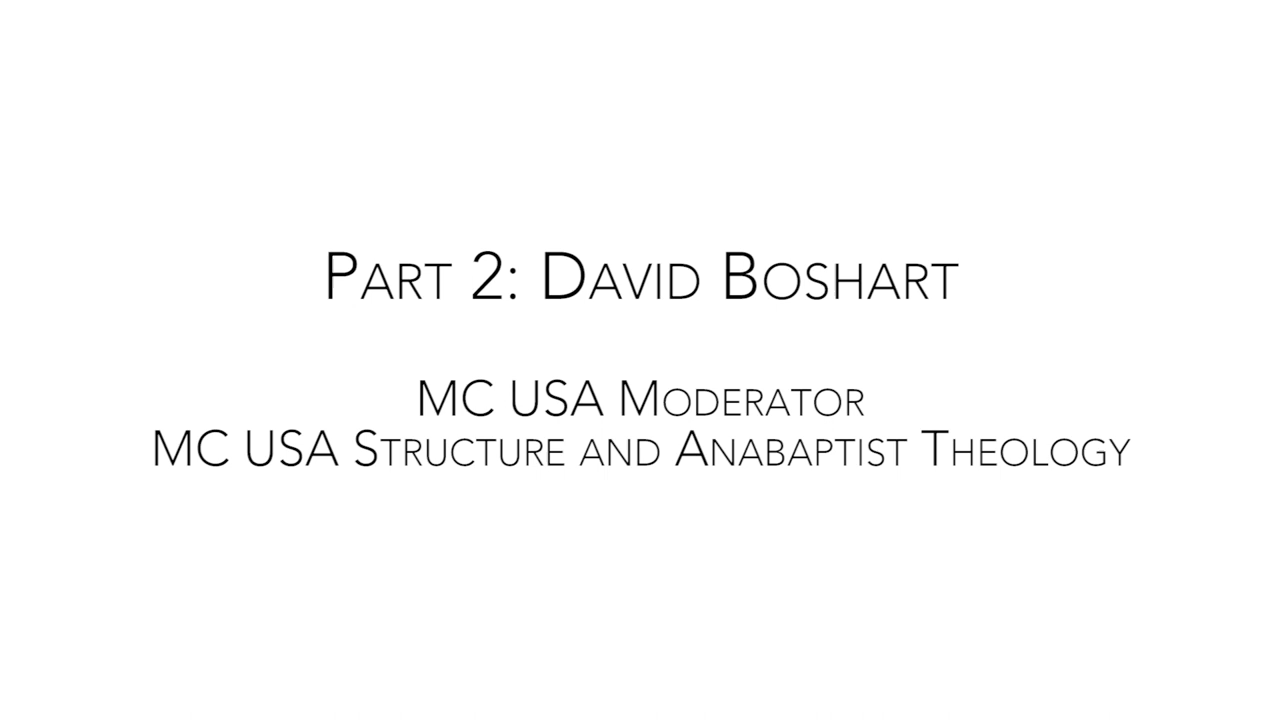 Part 2: David Boshart
MC USA Moderator
MC USA Structure and Anabaptist Theology